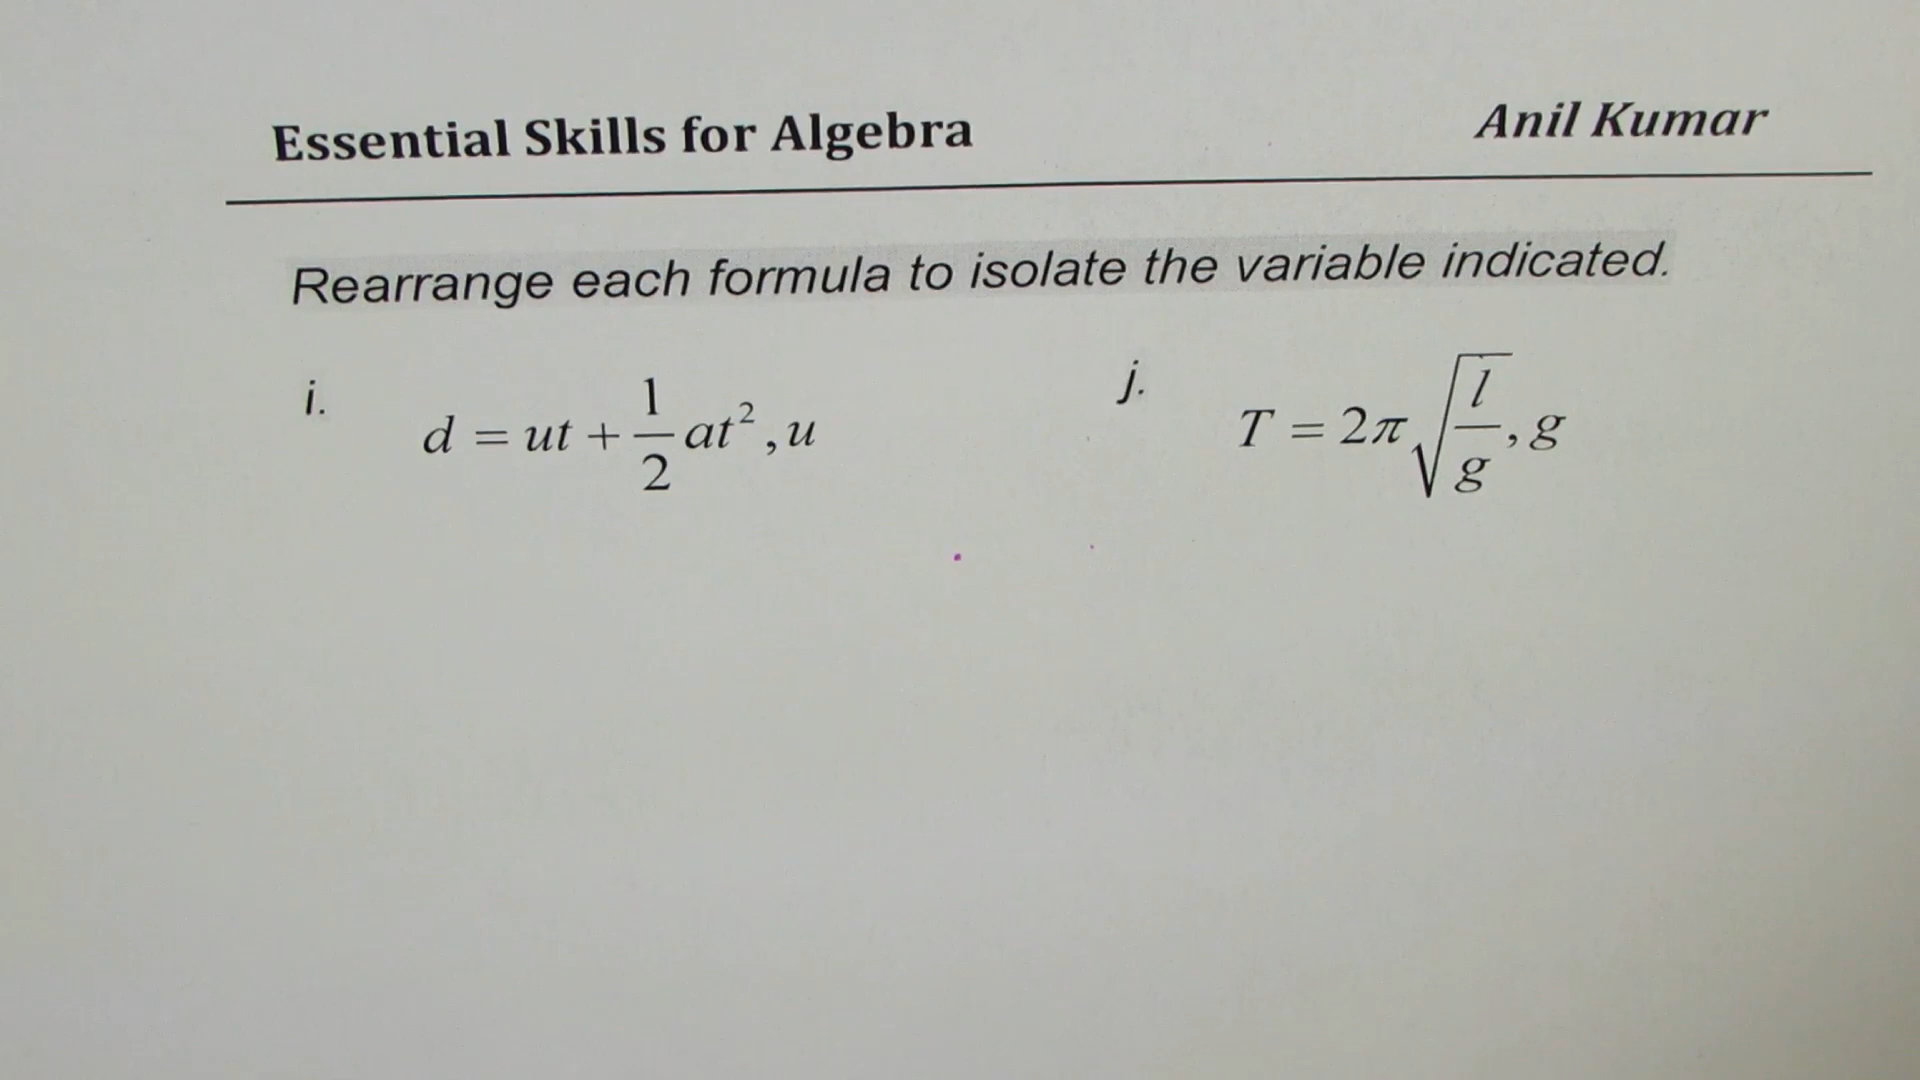 Essential Skills for Algebra
Anil Kumar
Rearrange each formula to isolate the variable indicated.
i. d = ut + 1/2 at², u
j. T = 2π√(l/g), g